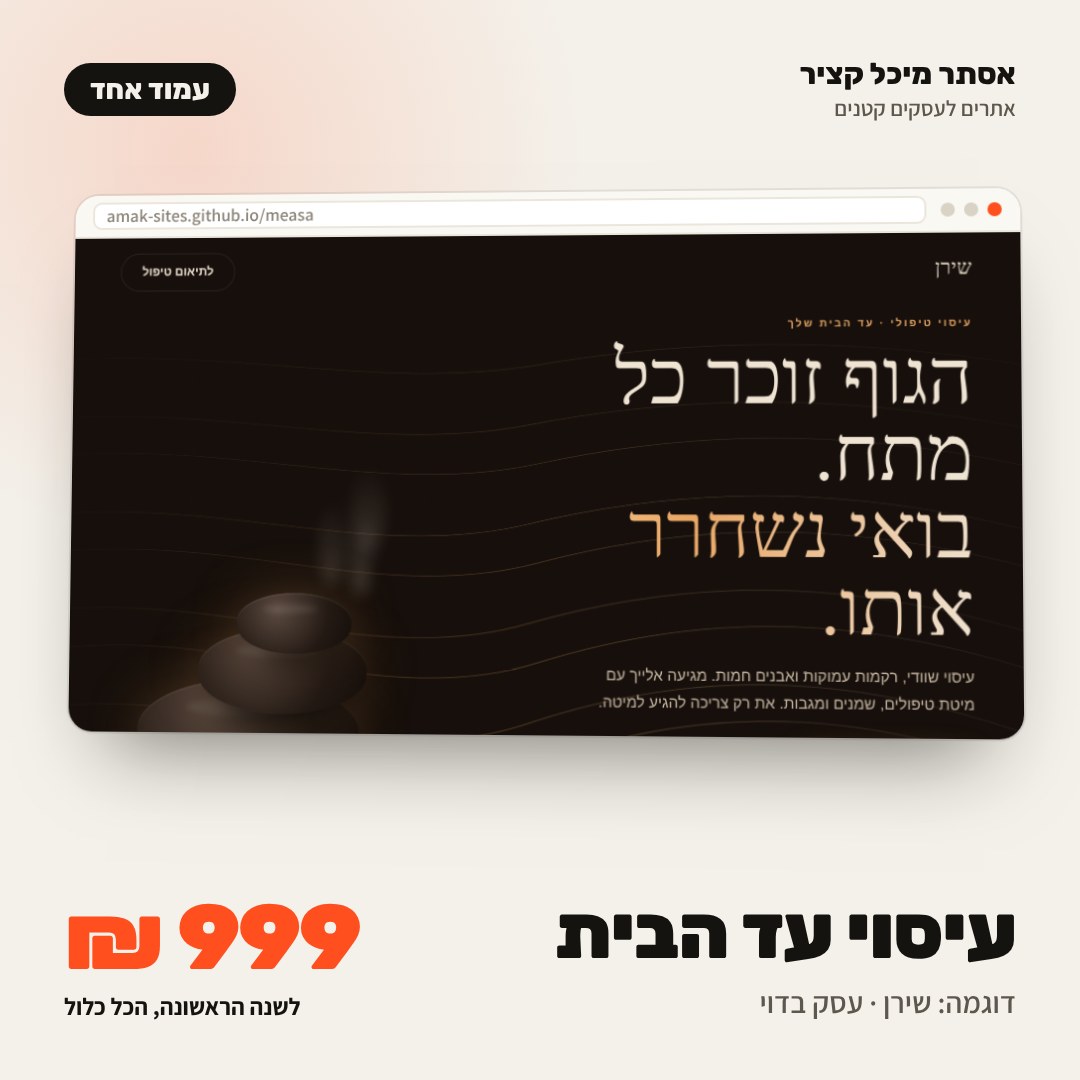 אסתר מיכל קציר
אתרים לעסקים קטנים
עמוד אחד
amak-sites.github.io/measa
שירן
לתיאום טיפול
עיסוי טיפולי · עד הבית שלך
הגוף זוכר כל
מתח.
בואי נשחרר
אותו.
עיסוי שוודי, רקמות עמוקות ואבנים חמות. מגיעה אלייך עם
מיטת טיפולים, שמנים ומגבות. את רק צריכה להגיע למיטה.
עיסוי עד הבית
דוגמה: שירן · עסק בדוי
999 ₪
לשנה הראשונה, הכל כלול